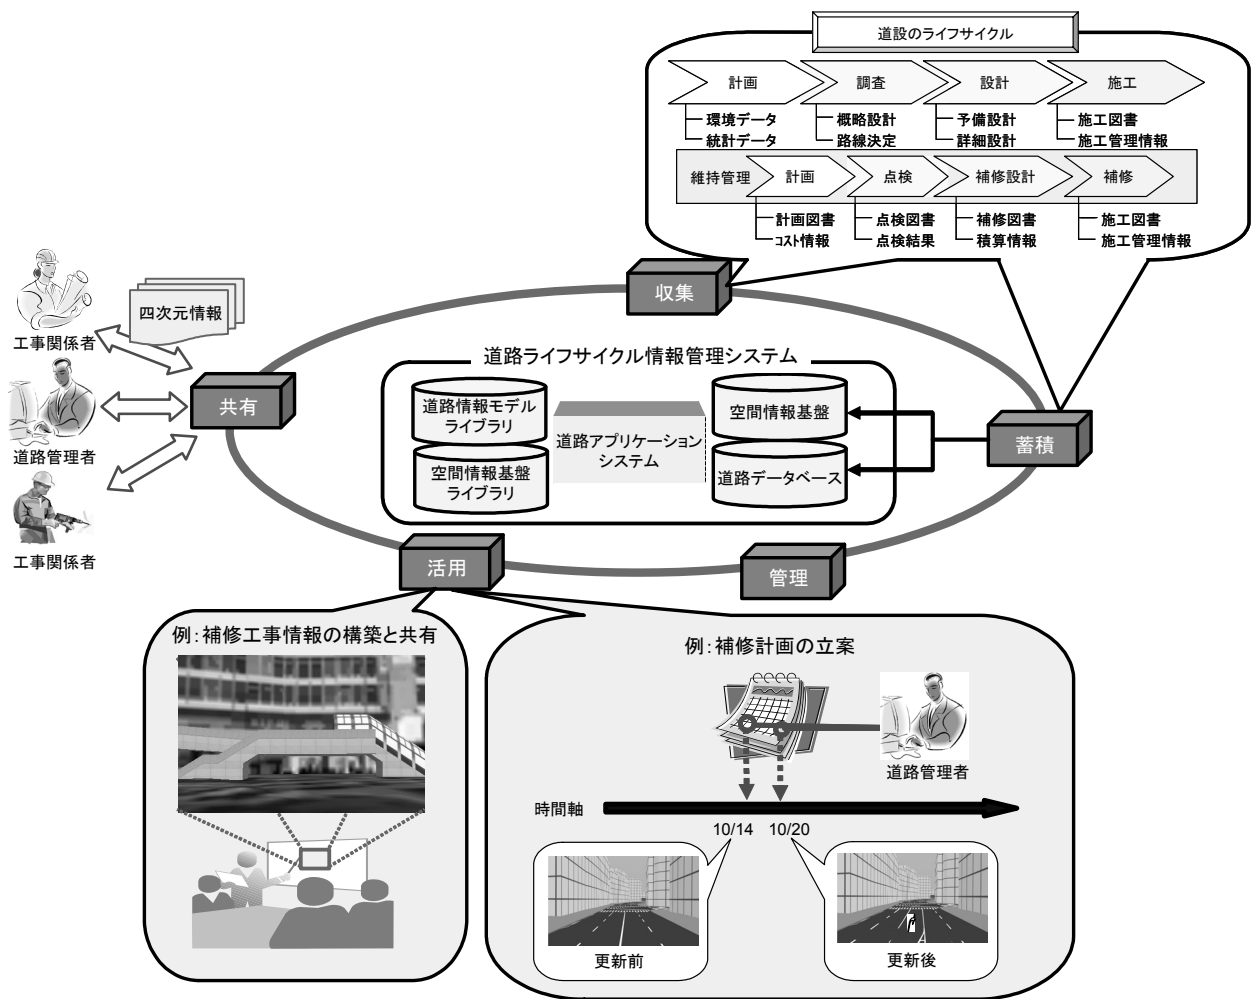 道設のライフサイクル
計画
調査
設計
施工
環境データ
統計データ
概略設計
路線決定
予備設計
詳細設計
施工図書
施工管理情報
維持管理
計画
点検
補修設計
補修
計画図書
コスト情報
点検図書
点検結果
補修図書
積算情報
施工図書
施工管理情報
収集
四次元情報
工事関係者
道路管理者
工事関係者
共有
道路ライフサイクル情報管理システム
道路情報モデル
ライブラリ
空間情報基盤
ライブラリ
道路アプリケーション
システム
空間情報基盤
道路データベース
蓄積
活用
管理
例：補修工事情報の構築と共有
例：補修計画の立案
道路管理者
時間軸
10/14
10/20
更新前
更新後